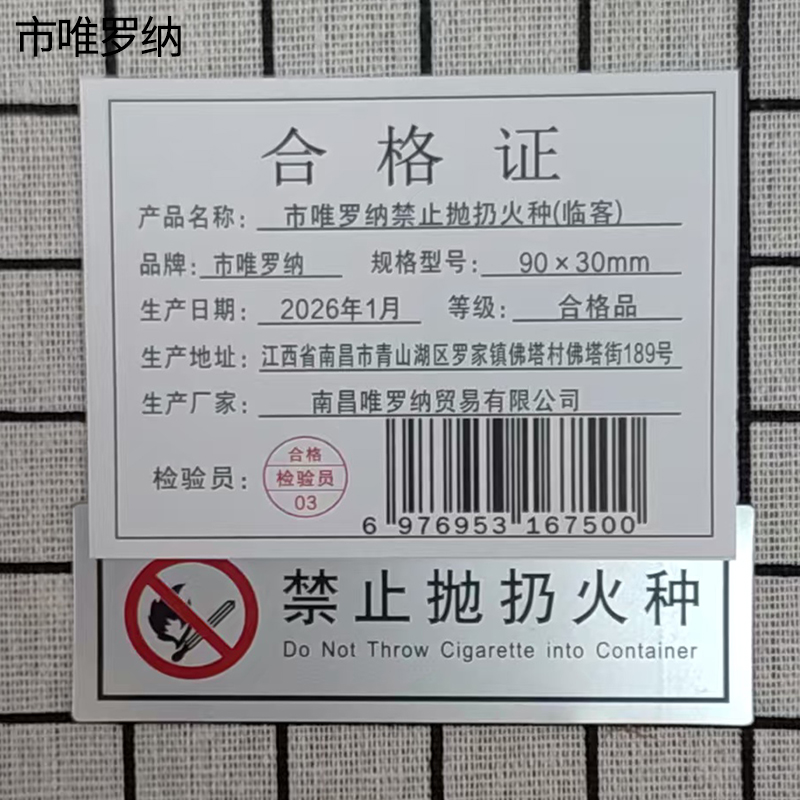 市唯罗纳
合格证
产品名称: 市唯罗纳禁止抛扔火种(临客)
品牌: 市唯罗纳 规格型号: 90×30mm
生产日期: 2026年1月 等级: 合格品
生产地址: 江西省南昌市青山湖区罗家镇佛塔村佛塔街189号
生产厂家: 南昌唯罗纳贸易有限公司
检验员:
合格
检验员
03
6 976953 167500
禁止抛扔火种
Do Not Throw Cigarette into Container